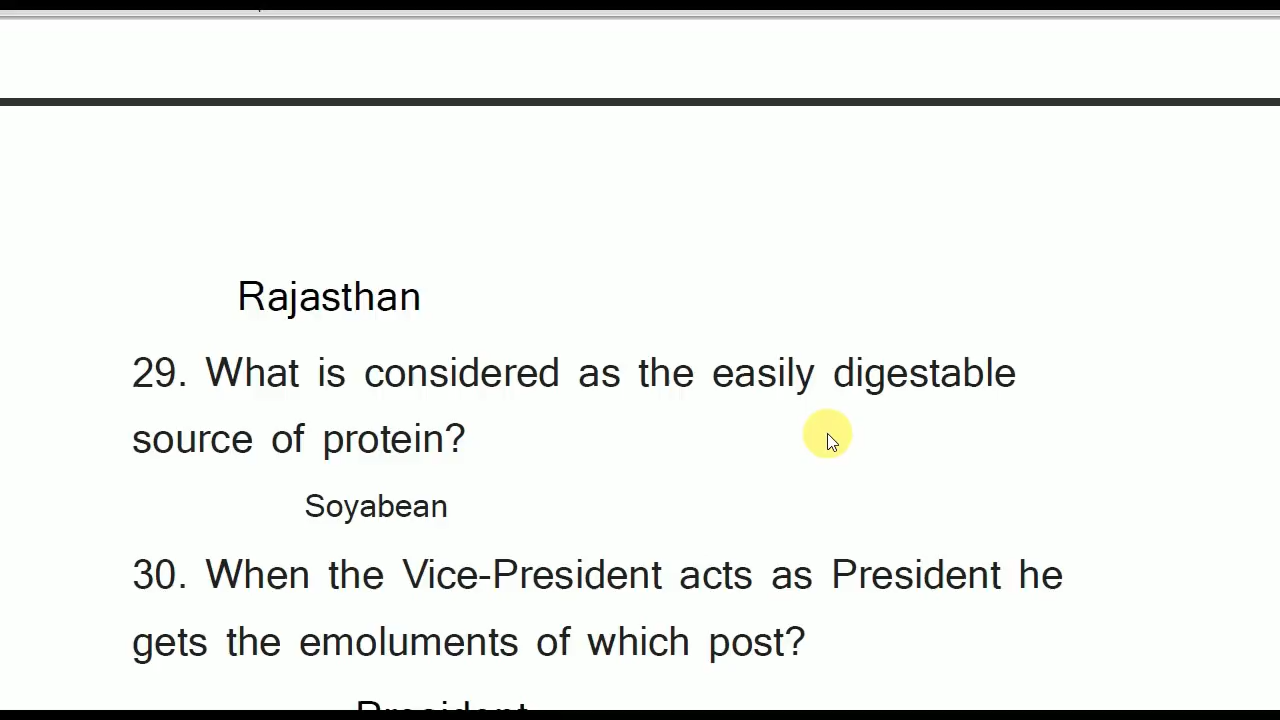 Rajasthan
29. What is considered as the easily digestable
source of protein?
Soyabean
30. When the Vice-President acts as President he
gets the emoluments of which post?
President